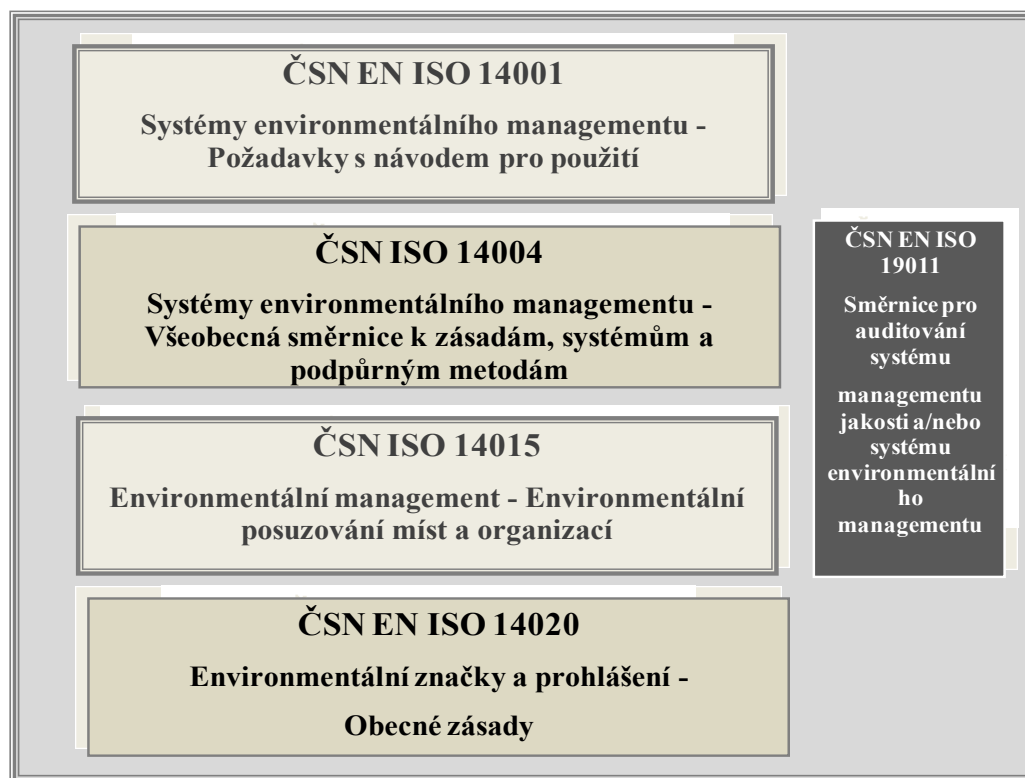 ČSN EN ISO 14001
Systémy environmentálního managementu -
Požadavky s návodem pro použití
ČSN ISO 14004
Systémy environmentálního managementu -
Všeobecná směrnice k zásadám, systémům a
podpůrným metodám
ČSN ISO 14015
Environmentální management - Environmentální
posuzování míst a organizací
ČSN EN ISO 14020
Environmentální značky a prohlášení -
Obecné zásady
ČSN EN ISO
19011
Směrnice pro
auditování
systému
managementu
jakosti a/nebo
systému
environmentální
ho
managementu